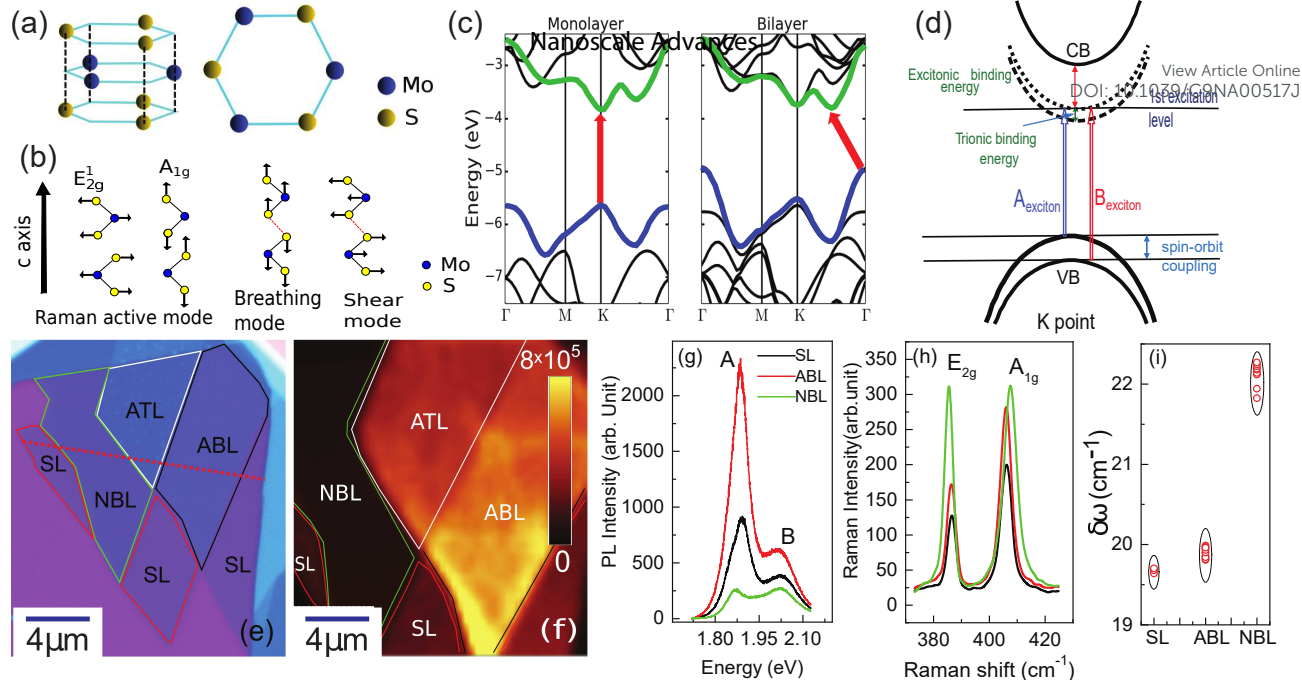 (a)
Mo
S
(b)
c axis
E¹₂g
A₁g
Raman active mode
Breathing
mode
Shear
mode
Mo
S
(c)
Monolayer
Bilayer
Nanoscale Advances
Energy (eV)
−3
−4
−5
−6
−7
Γ M K Γ
Γ M K Γ
(d)
CB
View Article Online
DOI: 10.1039/C9NA00517J
Excitonic binding
energy
1st excitation
level
Trionic binding
energy
A exciton
B exciton
spin-orbit
coupling
VB
K point
ATL
ABL
SL
NBL
SL
SL
4μm
(e)
8×10⁵
0
ATL
NBL
ABL
SL
SL
4μm
(f)
(g)
A
B
SL
ABL
NBL
PL Intensity (arb. Unit)
2000
1500
1000
500
0
1.80 1.95 2.10
Energy (eV)
(h)
E₂g
A₁g
Raman Intensity(arb.unit)
350
300
250
200
150
100
50
0
380 400 420
Raman shift (cm⁻¹)
(i)
δω(cm⁻¹)
22
21
20
19
SL ABL NBL